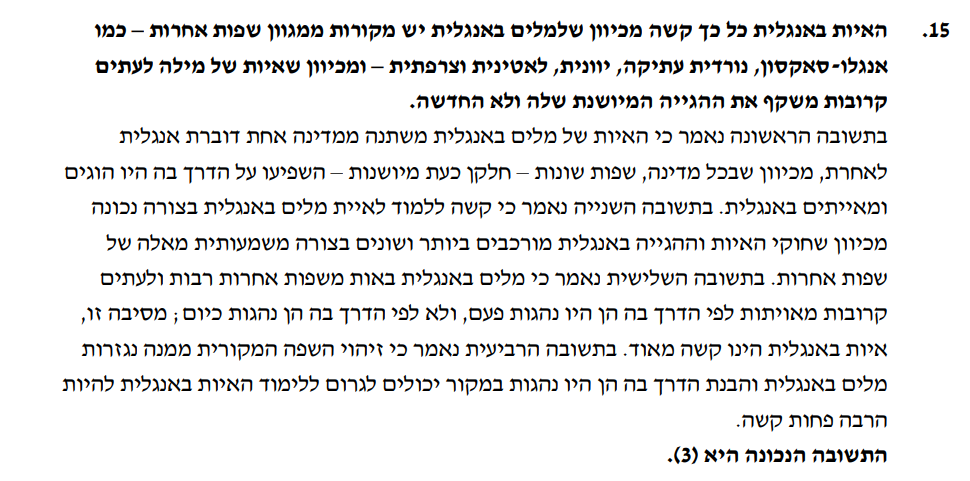 15. האיות באנגלית כל כך קשה מכיוון שלמלים באנגלית יש מקורות ממגוון שפות אחרות – כמו
אנגלו-סאקסון, נורדית עתיקה, יוונית, לאטינית וצרפתית – ומכיוון שאיות של מילה לעתים
קרובות משקף את ההגייה המיושנת שלה ולא החדשה.
בתשובה הראשונה נאמר כי האיות של מלים באנגלית משתנה ממדינה אחת דוברת אנגלית
לאחרת, מכיוון שבכל מדינה, שפות שונות – חלקן כעת מיושנות – השפיעו על הדרך בה היו הוגים
ומאייתים באנגלית. בתשובה השנייה נאמר כי קשה ללמוד לאיית מלים באנגלית בצורה נכונה
מכיוון שחוקי האיות וההגייה באנגלית מורכבים ביותר ושונים בצורה משמעותית מאלה של
שפות אחרות. בתשובה השלישית נאמר כי מלים באנגלית באות משפות אחרות רבות ולעתים
קרובות מאויתות לפי הדרך בה הן היו נהגות פעם, ולא לפי הדרך בה הן נהגות כיום; מסיבה זו,
איות באנגלית הינו קשה מאוד. בתשובה הרביעית נאמר כי זיהוי השפה המקורית ממנה נגזרות
מלים באנגלית והבנת הדרך בה הן היו נהגות במקור יכולים לגרום ללימוד האיות באנגלית להיות
הרבה פחות קשה.
התשובה הנכונה היא (3).